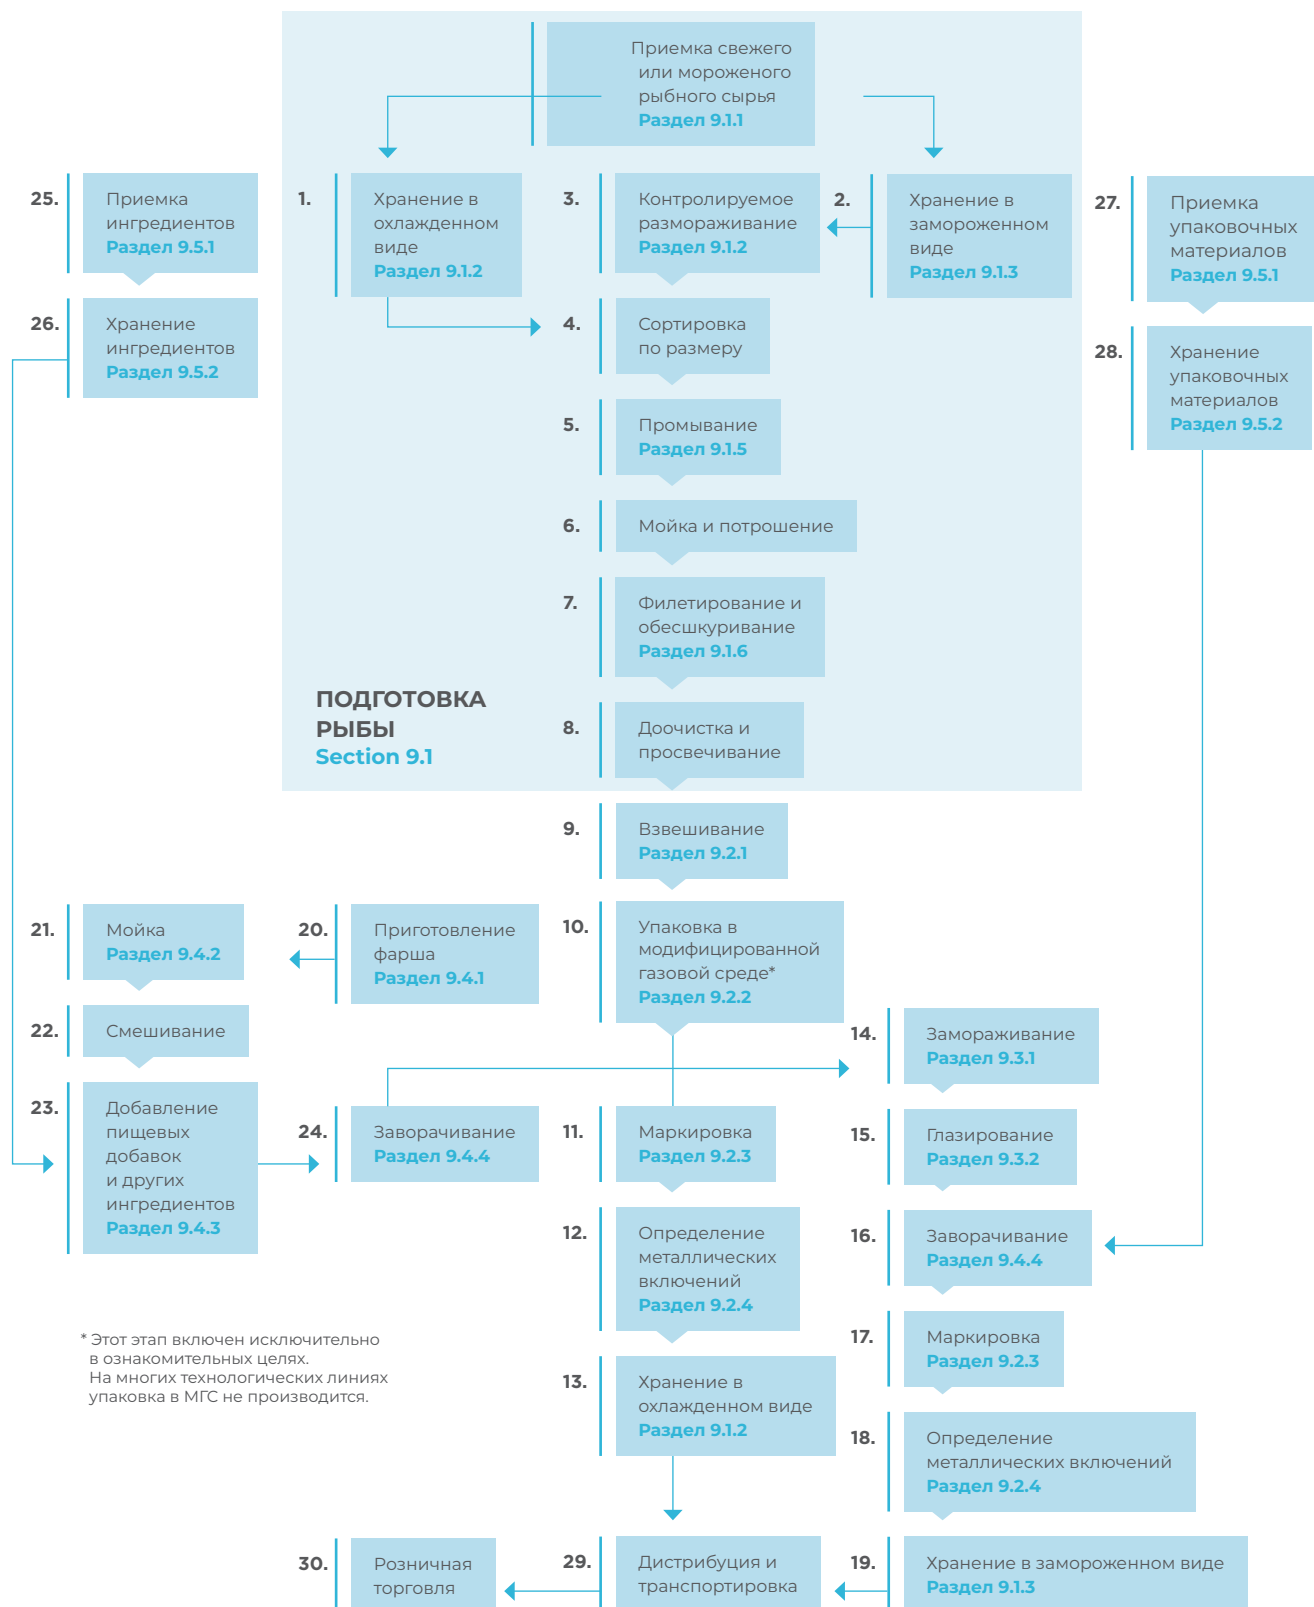 Приемка свежего
или мороженого
рыбного сырья
Раздел 9.1.1
25.
Приемка
ингредиентов
Раздел 9.5.1
1.
Хранение в
охлажденном
виде
Раздел 9.1.2
3.
Контролируемое
размораживание
Раздел 9.1.2
2.
Хранение в
замороженном
виде
Раздел 9.1.3
27.
Приемка
упаковочных
материалов
Раздел 9.5.1
26.
Хранение
ингредиентов
Раздел 9.5.2
4.
Сортировка
по размеру
28.
Хранение
упаковочных
материалов
Раздел 9.5.2
5.
Промывание
Раздел 9.1.5
6.
Мойка и потрошение
7.
Филетирование и
обесшкуривание
Раздел 9.1.6
ПОДГОТОВКА
РЫБЫ
Section 9.1
8.
Доочистка и
просвечивание
9.
Взвешивание
Раздел 9.2.1
21.
Мойка
Раздел 9.4.2
20.
Приготовление
фарша
Раздел 9.4.1
10.
Упаковка в
модифицированной
газовой среде*
Раздел 9.2.2
22.
Смешивание
14.
Замораживание
Раздел 9.3.1
23.
Добавление
пищевых
добавок
и других
ингредиентов
Раздел 9.4.3
24.
Заворачивание
Раздел 9.4.4
11.
Маркировка
Раздел 9.2.3
15.
Глазирование
Раздел 9.3.2
12.
Определение
металлических
включений
Раздел 9.2.4
16.
Заворачивание
Раздел 9.4.4
* Этот этап включен исключительно
в ознакомительных целях.
На многих технологических линиях
упаковка в МГС не производится.
17.
Маркировка
Раздел 9.2.3
13.
Хранение в
охлажденном виде
Раздел 9.1.2
18.
Определение
металлических включений
Раздел 9.2.4
30.
Розничная
торговля
29.
Дистрибуция и
транспортировка
19.
Хранение в замороженном виде
Раздел 9.1.3